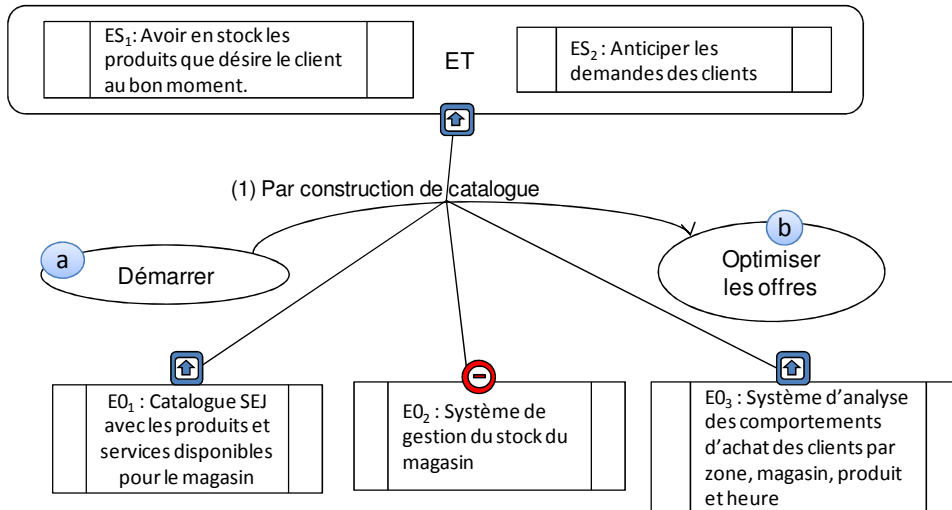 ES₁: Avoir en stock les
produits que désire le client
au bon moment.
ET
ES₂ : Anticiper les
demandes des clients
(1) Par construction de catalogue
a
Démarrer
b
Optimiser
les offres
E0₁ : Catalogue SEJ
avec les produits et
services disponibles
pour le magasin
E0₂ : Système de
gestion du stock du
magasin
E0₃ : Système d’analyse
des comportements
d’achat des clients par
zone, magasin, produit
et heure